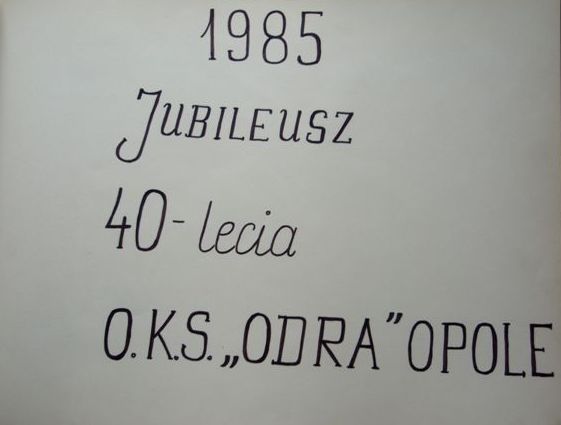 1985
JUBILEUSZ
40-lecia
O.K.S. „ODRA” OPOLE